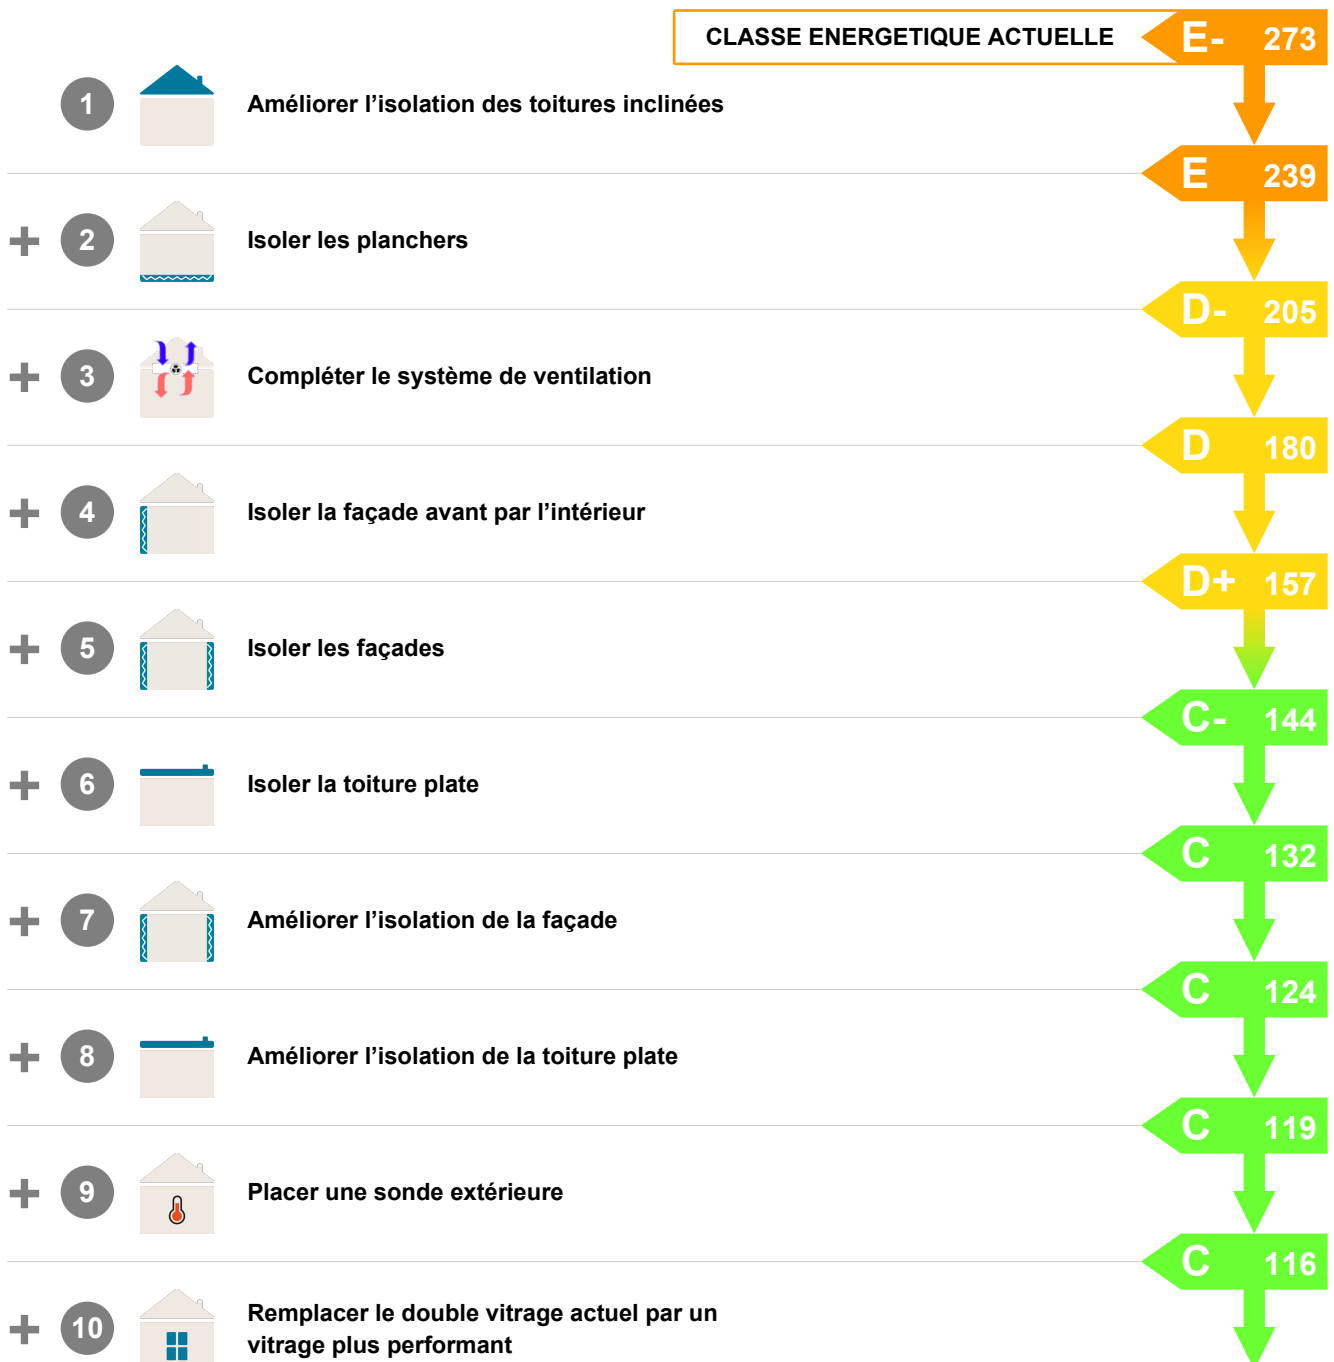 CLASSE ENERGETIQUE ACTUELLE E- 273
1 Améliorer l'isolation des toitures inclinées
E 239
+ 2 Isoler les planchers
D- 205
+ 3 Compléter le système de ventilation
D 180
+ 4 Isoler la façade avant par l'intérieur
D+ 157
+ 5 Isoler les façades
C- 144
+ 6 Isoler la toiture plate
C 132
+ 7 Améliorer l'isolation de la façade
C 124
+ 8 Améliorer l'isolation de la toiture plate
C 119
+ 9 Placer une sonde extérieure
C 116
+ 10 Remplacer le double vitrage actuel par un
vitrage plus performant